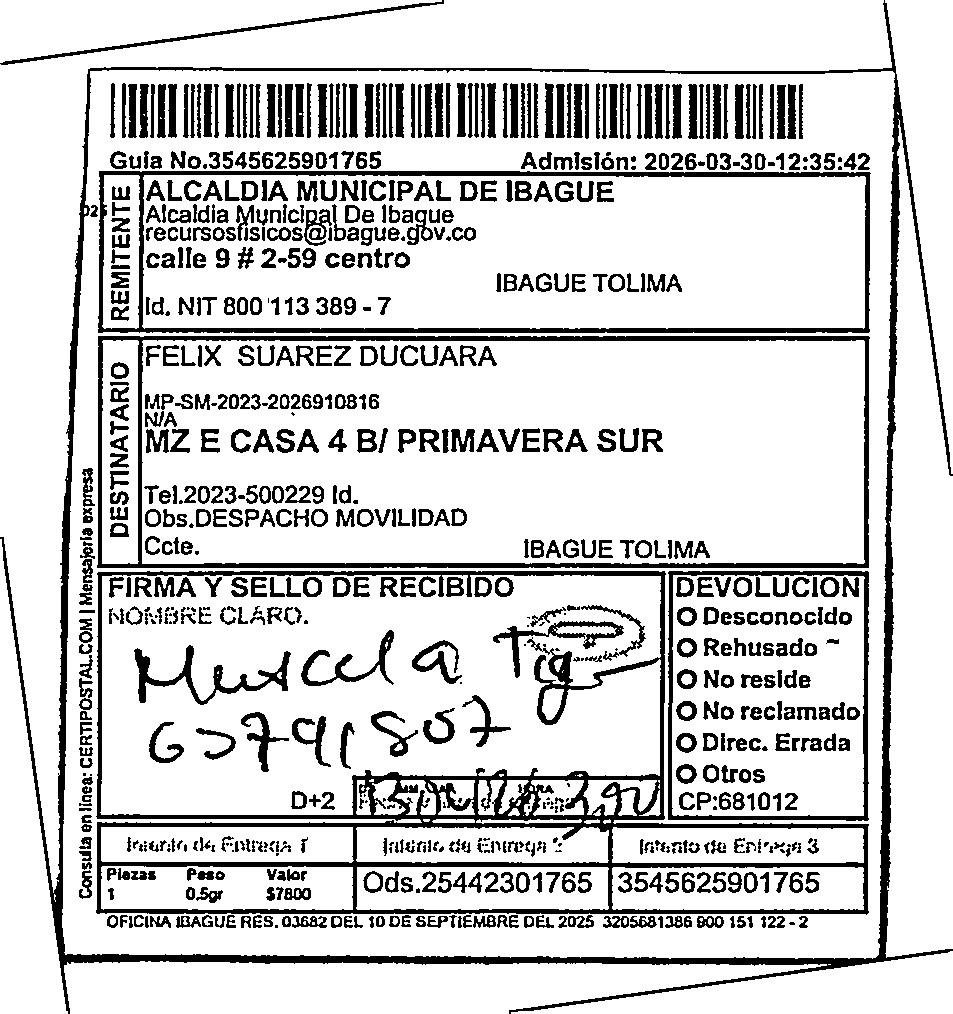 Guia No.3545625901765 Admisión: 2026-03-30-12:35:42
REMITENTE
ALCALDIA MUNICIPAL DE IBAGUE
Alcaldia Municipal De Ibague
recursosfisicos@ibague.gov.co
calle 9 # 2-59 centro
IBAGUE TOLIMA
Id. NIT 800 113 389 - 7
DESTINATARIO
FELIX SUAREZ DUCUARA
MP-SM-2023-2026910816
N/A
MZ E CASA 4 B/ PRIMAVERA SUR
Tel.2023-500229 Id.
Obs.DESPACHO MOVILIDAD
Ccte. IBAGUE TOLIMA
Consulta en linea: CERTIPOSTAL.COM | Mensajeria expresa
FIRMA Y SELLO DE RECIBIDO
NOMBRE CLARO.
D+2
DEVOLUCION
Desconocido
Rehusado
No reside
No reclamado
Direc. Errada
Otros
CP:681012
Intento de Entrega 1 Intento de Entrega 2 Intento de Entrega 3
Piezas Peso Valor
1 0.5gr $7800
Ods.25442301765 3545625901765
OFICINA IBAGUE RES. 03682 DEL 10 DE SEPTIEMBRE DEL 2025 3205681386 900 151 122 - 2